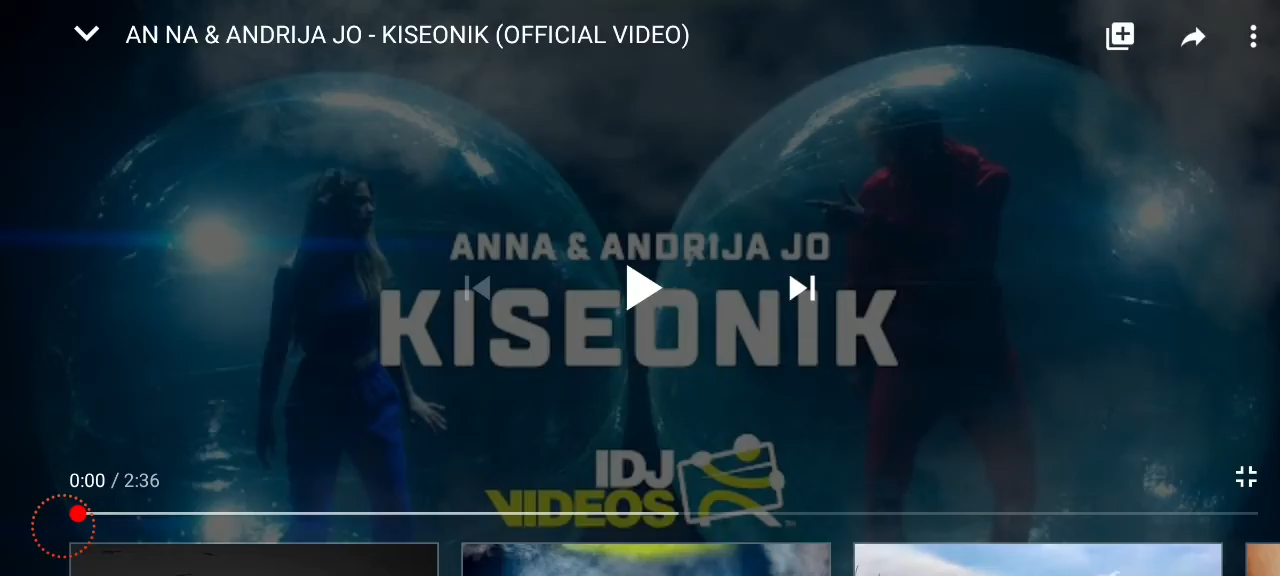 AN NA & ANDRIJA JO - KISEONIK (OFFICIAL VIDEO)
ANNA & ANDRIJA JO
KISEONIK
IDJ
VIDEOS
0:00 / 2:36